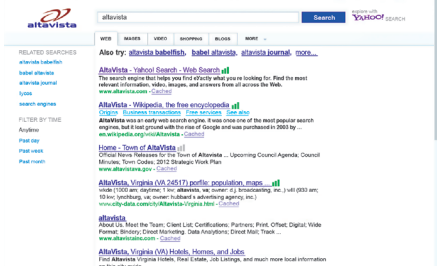 altavista
altavista
Search
explore with
YAHOO! SEARCH
WEB IMAGES VIDEO SHOPPING BLOGS MORE
RELATED SEARCHES
altavista babelfish
babel altavista
altavista journal
lycos
search engines
FILTER BY TIME
Anytime
Past day
Past week
Past month
Also try: altavista babelfish, babel altavista, altavista journal, more...
AltaVista - Yahoo! Search - Web Search
The search engine that helps you find eXactly what you're looking for. Find the most
relevant information, video, images, and answers from all across the Web.
www.altavista.com - Cached
AltaVista - Wikipedia, the free encyclopedia
Origins Business transactions Free services See also
AltaVista was an early web search engine. It was once one of the most popular search
engines, but it lost ground with the rise of Google and was purchased in 2003 by ...
en.wikipedia.org/wiki/Altavista - Cached
Home - Town of AltaVista
Official News Releases for the Town of Altavista ... Upcoming Council Agenda, Council
Minutes; Town Codes, 2012 Strategic Work Plan
www.altavistava.gov - Cached
AltaVista, Virginia (VA 24517) porfile: population, maps ...
wkde (1000 am; daytime; 1 kw; altavista, va; owner: d.j. broadcasting, inc..) will (930 am;
10 kw; lynchburg, va; owner: hubbard's advertising agency, inc.)
www.city-data.com/city/Altavista-Virginia.html - Cached
altavista
About Us. Meet the Team; Client List; Certifications; Partners; Print. Offset; Digital; Wide
Format; Bindery; Direct Marketing. Data Analytics; Direct Mail; Track ...
www.altavistainc.com - Cached
AltaVista, Virginia (VA) Hotels, Homes, and Jobs
Find Altavista Virginia Hotels, Real Estate, Job Listings, and much more local information